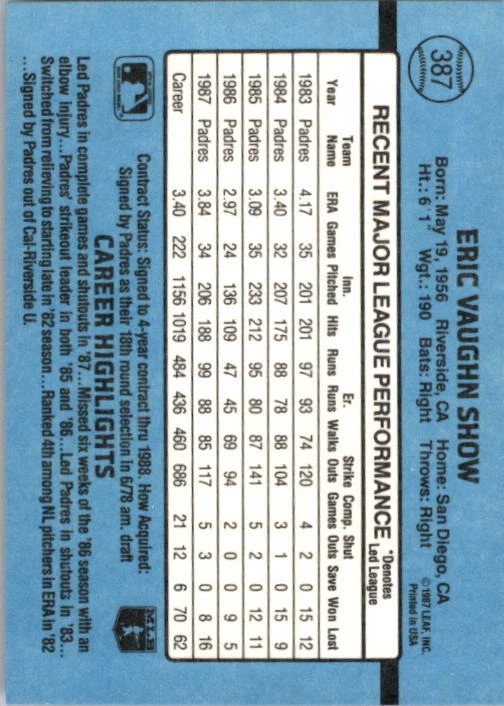 387
ERIC VAUGHN SHOW
©1987 LEAF, INC.
Printed in USA
Born: May 19, 1956 Riverside, CA Home: San Diego, CA
Ht.: 6'1" Wgt.: 190 Bats: Right Throws: Right
RECENT MAJOR LEAGUE PERFORMANCE *Denotes Led League
Team Inn. Er. Strike Comp. Shut
Year Name ERA Games Pitched Hits Runs Runs Walks Outs Games Outs Save Won Lost
1983 Padres 4.17 35 201 201 97 93 74 120 4 2 0 15 12
1984 Padres 3.40 32 207 175 88 78 88 104 3 1 0 15 9
1985 Padres 3.09 35 233 212 95 80 87 141 5 2 0 12 11
1986 Padres 2.97 24 136 109 47 45 69 94 2 0 0 9 5
1987 Padres 3.84 34 206 188 99 88 85 117 5 3 0 8 16
Career 3.40 222 1156 1019 484 436 460 686 21 12 6 70 62
Contract Status: Signed to 4-year contract thru 1988. How Acquired:
Signed by Padres as their 18th round selection in 6/78 am. draft
MLB
CAREER HIGHLIGHTS
Led Padres in complete games and shutouts in '87...Missed six weeks of the '86 season with an
elbow injury...Padres' strikeout leader in both '85 and '86...Led Padres in shutouts in '83...
Switched from relieving to starting late in '82 season...Ranked 4th among NL pitchers in ERA in '82
...Signed by Padres out of Cal-Riverside U.